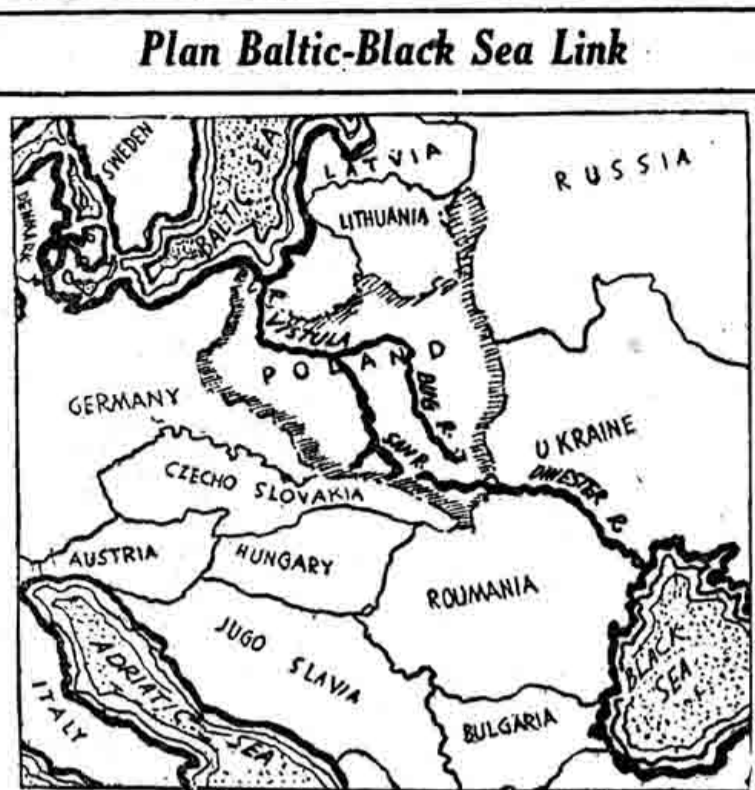 Plan Baltic-Black Sea Link
SWEDEN
DENMARK
BALTIC SEA
LATVIA
RUSSIA
LITHUANIA
R. VISTULA
POLAND
BUG R.
GERMANY
SAN R.
UKRAINE
DNIESTER R.
CZECHO SLOVAKIA
AUSTRIA
HUNGARY
ROUMANIA
JUGO SLAVIA
ADRIATIC SEA
ITALY
BLACK SEA
BULGARIA